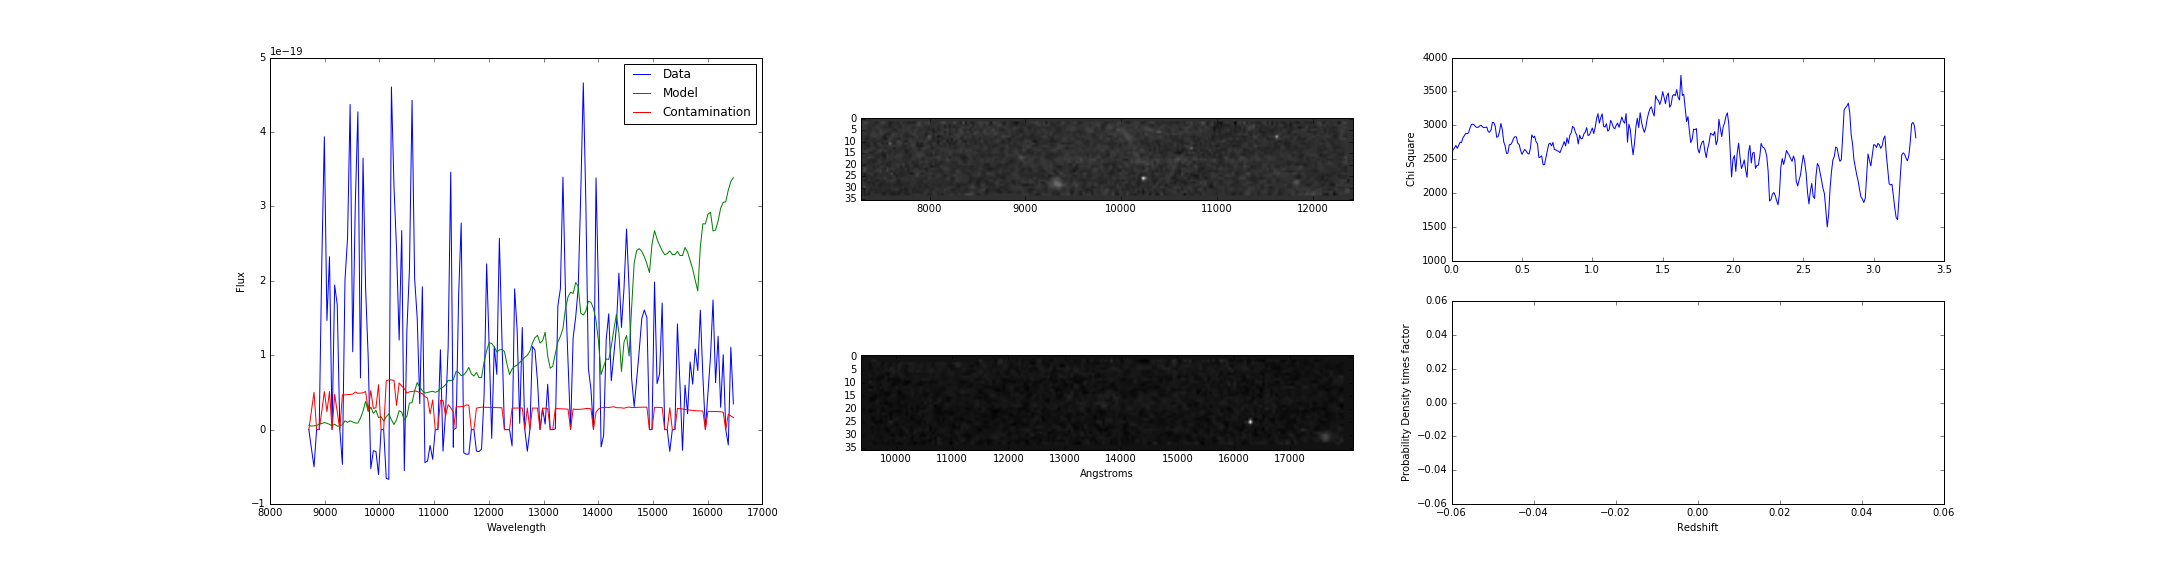 1e−19
5
4
3
2
1
0
−1
8000 9000 10000 11000 12000 13000 14000 15000 16000 17000
Wavelength
Flux
Data
Model
Contamination
0
5
10
15
20
25
30
35
8000 9000 10000 11000 12000
0
5
10
15
20
25
30
35
10000 11000 12000 13000 14000 15000 16000 17000
Angstroms
4000
3500
3000
2500
2000
1500
1000
Chi Square
0.0 0.5 1.0 1.5 2.0 2.5 3.0 3.5
0.06
0.04
0.02
0.00
−0.02
−0.04
−0.06
Probability Density times factor
−0.06 −0.04 −0.02 0.00 0.02 0.04 0.06
Redshift